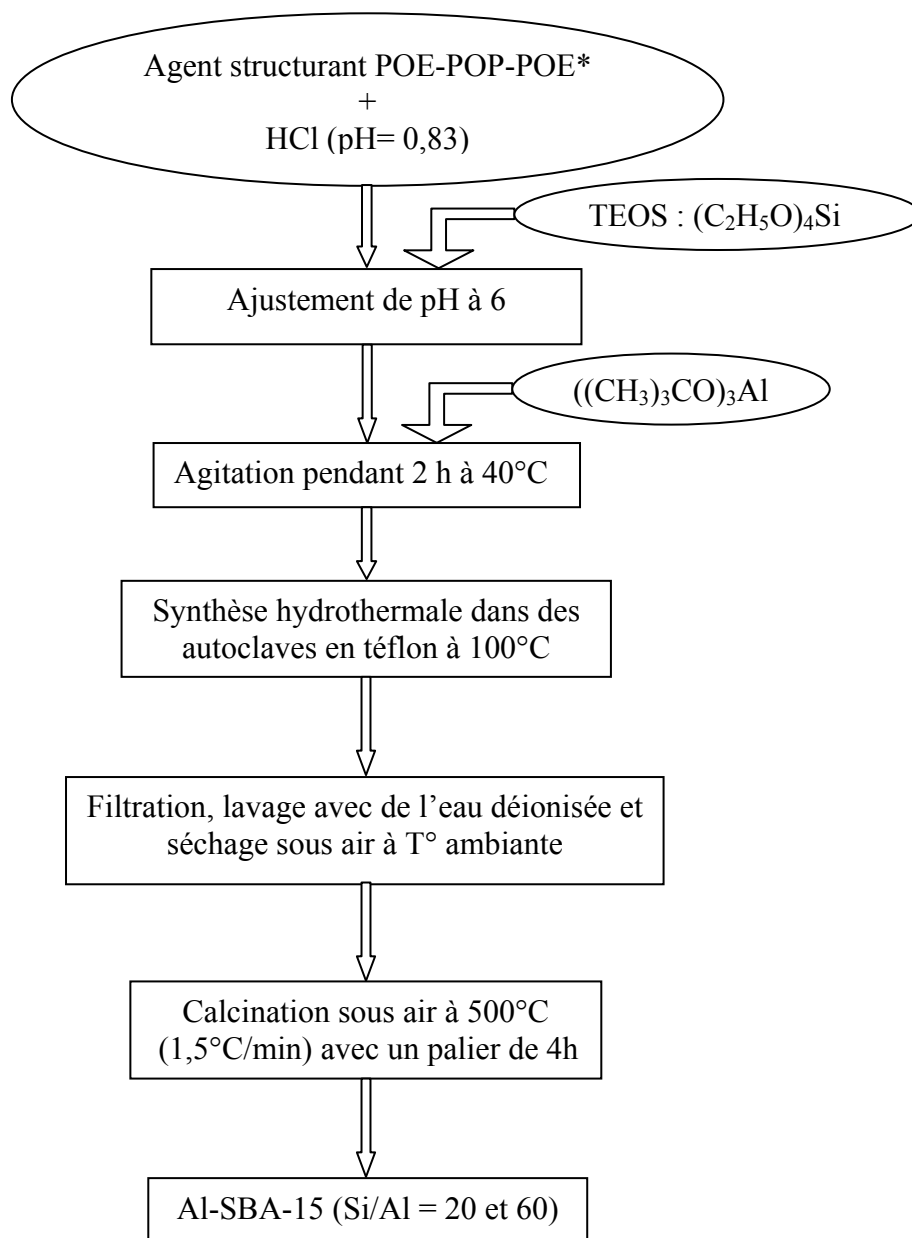 Agent structurant POE-POP-POE*
+
HCl (pH= 0,83)
TEOS : (C₂H₅O)₄Si
Ajustement de pH à 6
((CH₃)₃CO)₃Al
Agitation pendant 2 h à 40°C
Synthèse hydrothermale dans des
autoclaves en téflon à 100°C
Filtration, lavage avec de l’eau déionisée et
séchage sous air à T° ambiante
Calcination sous air à 500°C
(1,5°C/min) avec un palier de 4h
Al-SBA-15 (Si/Al = 20 et 60)